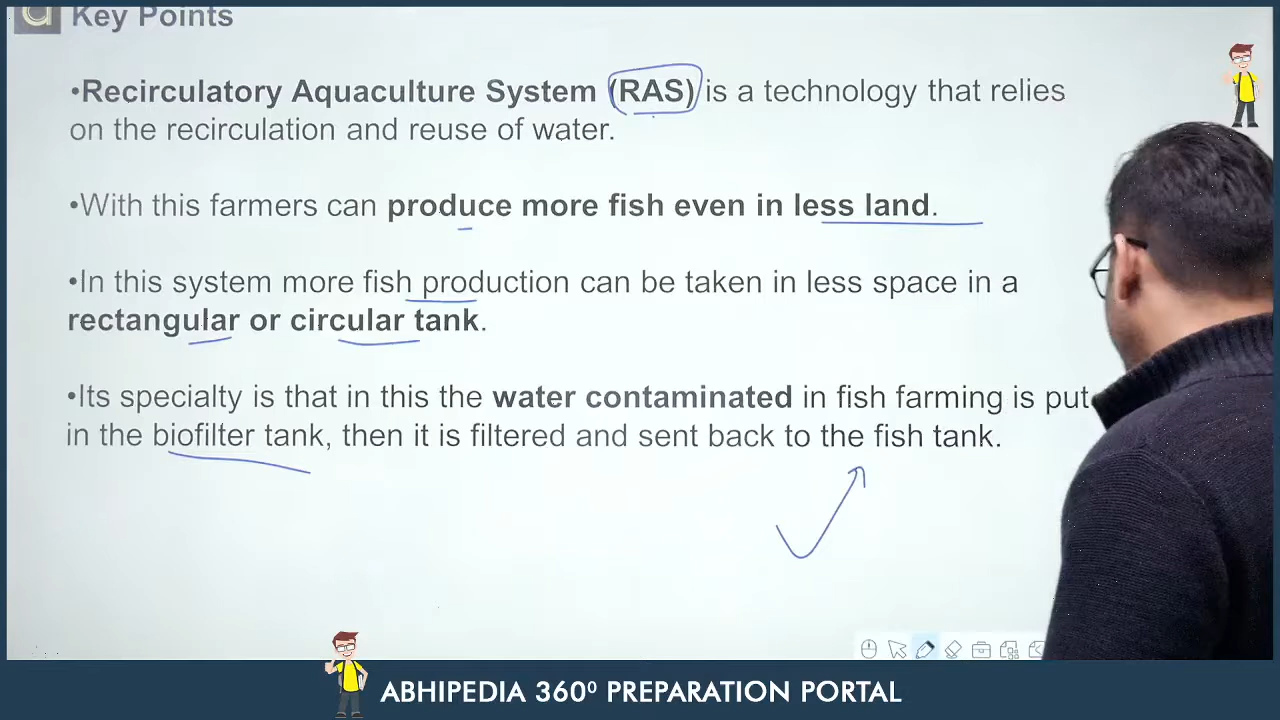 a Key Points
•Recirculatory Aquaculture System (RAS) is a technology that relies
on the recirculation and reuse of water.
•With this farmers can produce more fish even in less land.
•In this system more fish production can be taken in less space in a
rectangular or circular tank.
•Its specialty is that in this the water contaminated in fish farming is put
in the biofilter tank, then it is filtered and sent back to the fish tank.
ABHIPEDIA 360⁰ PREPARATION PORTAL